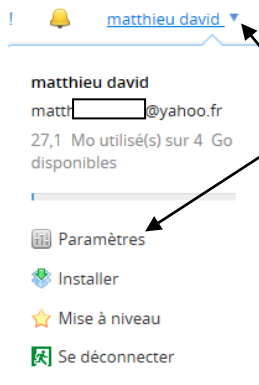 ! matthieu david
matthieu david
matth @yahoo.fr
27,1 Mo utilisé(s) sur 4 Go
disponibles
Paramètres
Installer
Mise à niveau
Se déconnecter